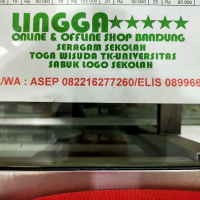 LINGGA★★★★★
ONLINE & OFFLINE SHOP BANDUNG
SERAGAM SEKOLAH
TOGA WISUDA TK-UNIVERSITAS
SABUK LOGO SEKOLAH
/WA : ASEP 082216277260/ELIS 089966